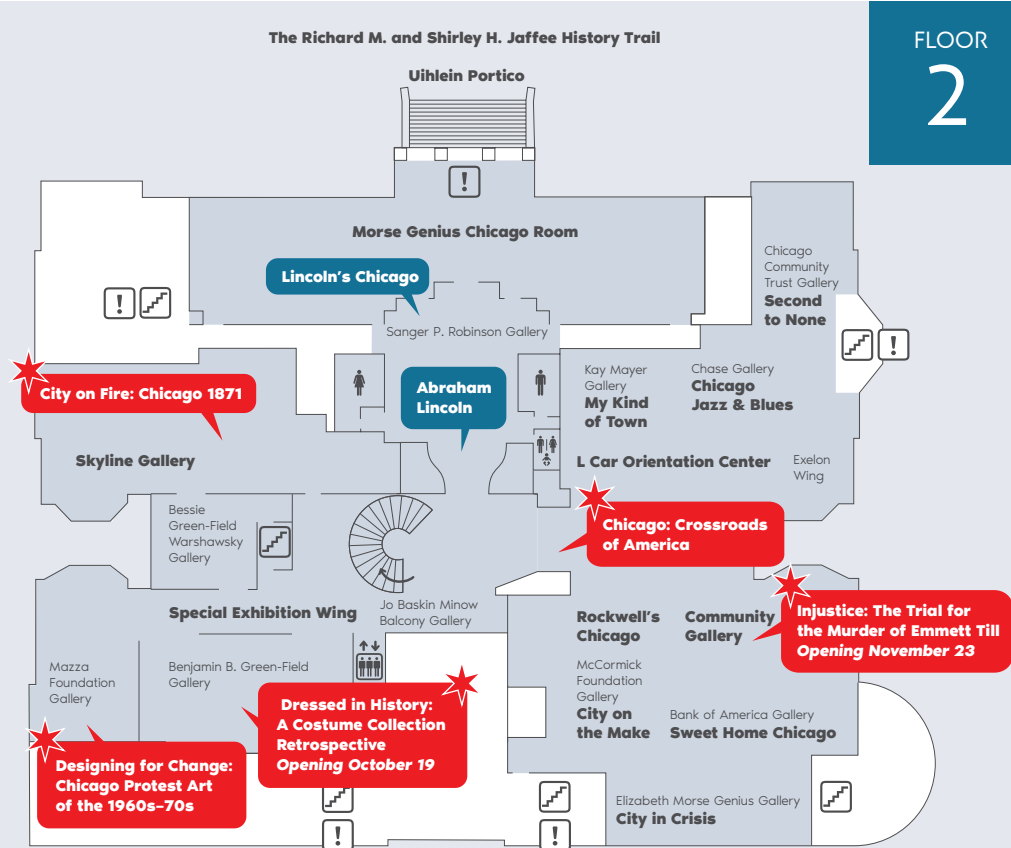 The Richard M. and Shirley H. Jaffee History Trail
FLOOR
2
Uihlein Portico
!
Morse Genius Chicago Room
Lincoln's Chicago
Sanger P. Robinson Gallery
Chicago
Community
Trust Gallery
Second
to None
!
!
City on Fire: Chicago 1871
Abraham
Lincoln
Kay Mayer
Gallery
My Kind
of Town
Chase Gallery
Chicago
Jazz & Blues
Skyline Gallery
L Car Orientation Center
Exelon
Wing
Bessie
Green-Field
Warshawsky
Gallery
Chicago: Crossroads
of America
Special Exhibition Wing
Jo Baskin Minow
Balcony Gallery
Rockwell's
Chicago
Community
Gallery
Injustice: The Trial for
the Murder of Emmett Till
Opening November 23
Mazza
Foundation
Gallery
Benjamin B. Green-Field
Gallery
McCormick
Foundation
Gallery
City on
the Make
Bank of America Gallery
Sweet Home Chicago
Dressed in History:
A Costume Collection
Retrospective
Opening October 19
Designing for Change:
Chicago Protest Art
of the 1960s–70s
Elizabeth Morse Genius Gallery
City in Crisis
!
!